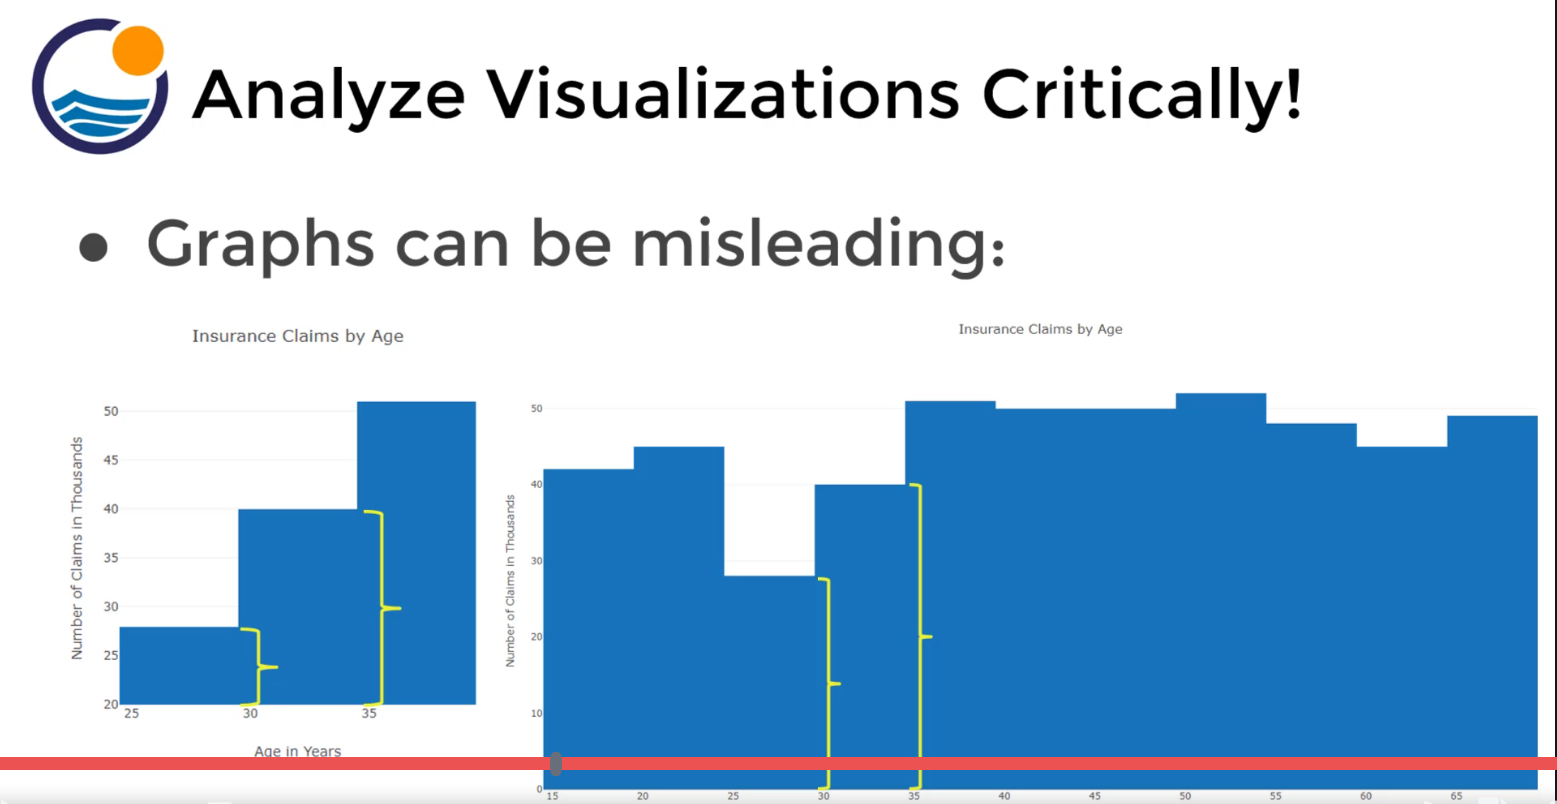 Analyze Visualizations Critically!
● Graphs can be misleading:
Insurance Claims by Age
Number of Claims in Thousands
50
45
40
35
30
25
20
25 30 35
Age in Years
Insurance Claims by Age
Number of Claims in Thousands
50
40
30
20
10
0
15 20 25 30 35 40 45 50 55 60 65